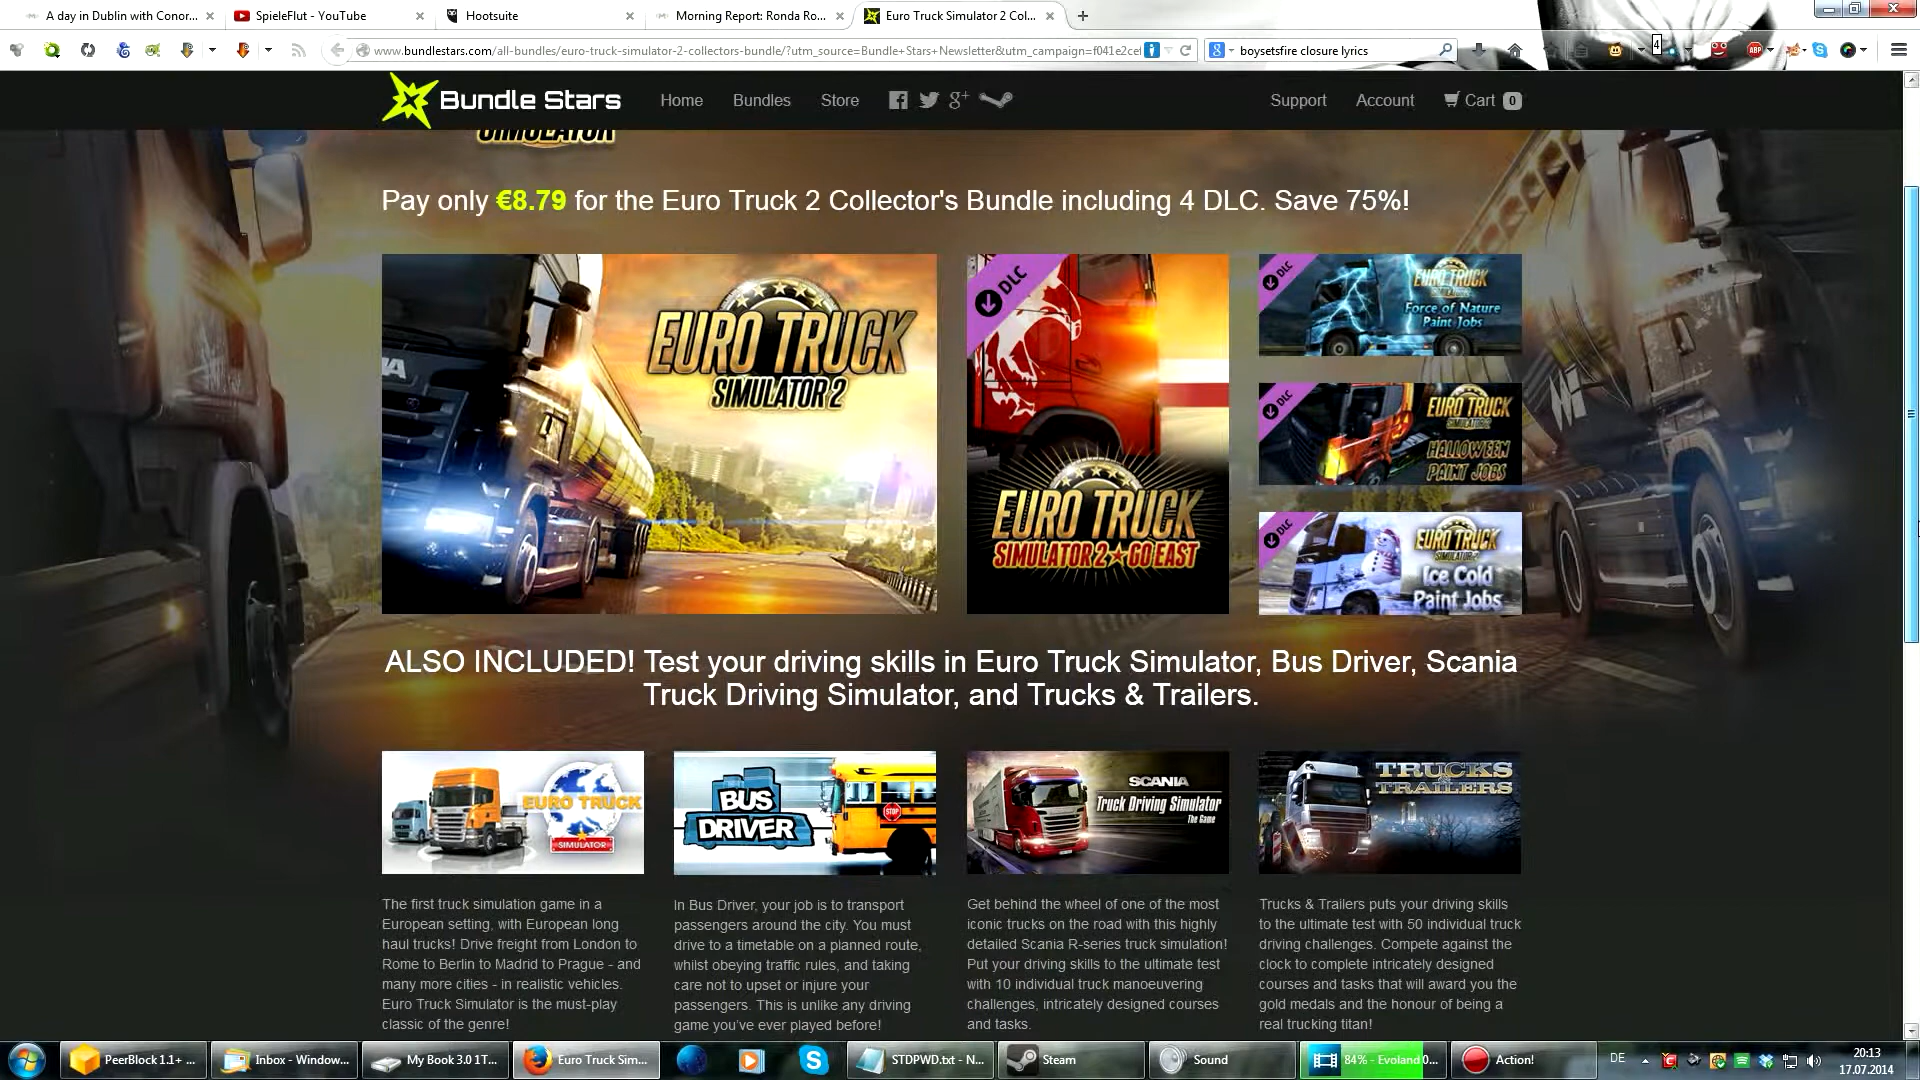 A day in Dublin with Conor...
SpieleFlut - YouTube
Hootsuite
Morning Report: Ronda Ro...
Euro Truck Simulator 2 Col...
www.bundlestars.com/all-bundles/euro-truck-simulator-2-collectors-bundle/?utm_source=Bundle+Stars+Newsletter&utm_campaign=f041e2cel
boysetsfire closure lyrics
4
ABP
Bundle Stars
Home
Bundles
Store
Support
Account
Cart 0
SIMULATOR
Pay only €8.79 for the Euro Truck 2 Collector's Bundle including 4 DLC. Save 75%!
EURO TRUCK
SIMULATOR 2
DLC
EURO TRUCK
SIMULATOR 2 GO EAST
DLC
EURO TRUCK
SIMULATOR 2
Force of Nature
Paint Jobs
DLC
EURO TRUCK
SIMULATOR 2
HALLOWEEN
PAINT JOBS
DLC
EURO TRUCK
SIMULATOR 2
Ice Cold
Paint Jobs
ALSO INCLUDED! Test your driving skills in Euro Truck Simulator, Bus Driver, Scania
Truck Driving Simulator, and Trucks & Trailers.
EURO TRUCK
SIMULATOR
BUS
DRIVER
STOP
SCANIA
Truck Driving Simulator
The Game
TRUCKS
&
TRAILERS
The first truck simulation game in a
European setting, with European long
haul trucks! Drive freight from London to
Rome to Berlin to Madrid to Prague - and
many more cities - in realistic vehicles.
Euro Truck Simulator is the must-play
classic of the genre!
In Bus Driver, your job is to transport
passengers around the city. You must
drive to a timetable on a planned route,
whilst obeying traffic rules, and taking
care not to upset or injure your
passengers. This is unlike any driving
game you've ever played before!
Get behind the wheel of one of the most
iconic trucks on the road with this highly
detailed Scania R-series truck simulation!
Put your driving skills to the ultimate test
with 10 individual truck manoeuvering
challenges, intricately designed courses
and tasks.
Trucks & Trailers puts your driving skills
to the ultimate test with 50 individual truck
driving challenges. Compete against the
clock to complete intricately designed
courses and tasks that will award you the
gold medals and the honour of being a
real trucking titan!
PeerBlock 1.1+ ...
Inbox - Window...
My Book 3.0 1T...
Euro Truck Sim...
STDPWD.txt - N...
Steam
Sound
84% - Evoland 0...
Action!
DE
20:13
17.07.2014